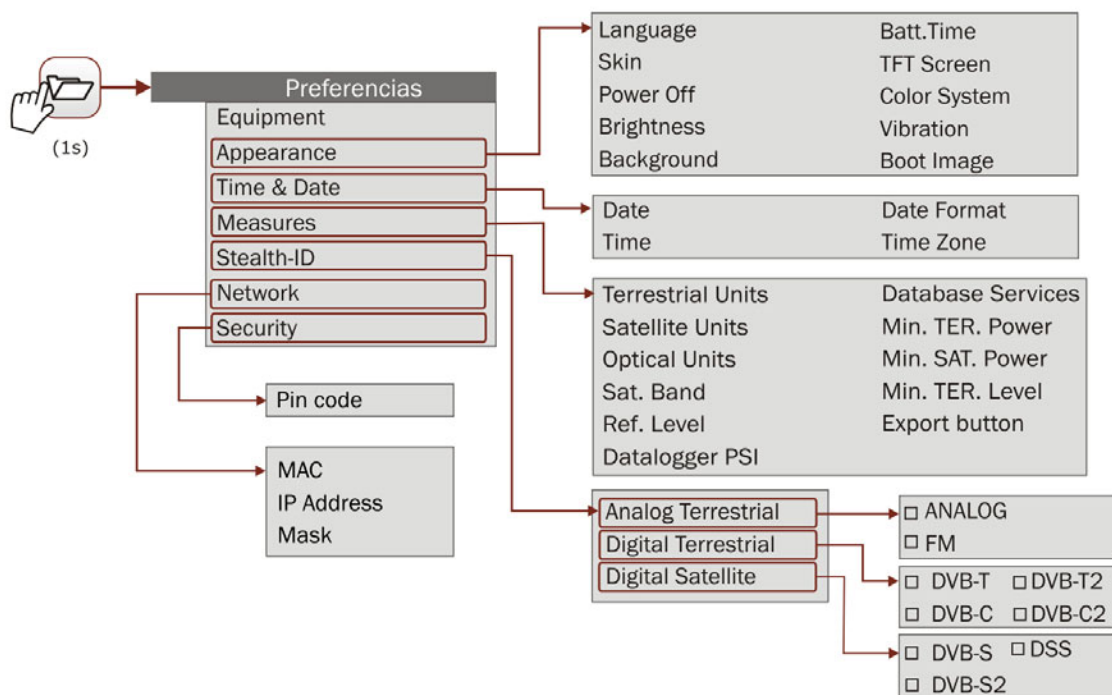 (1s)
Preferencias
Equipment
Appearance
Time & Date
Measures
Stealth-ID
Network
Security
Language
Skin
Power Off
Brightness
Background
Batt.Time
TFT Screen
Color System
Vibration
Boot Image
Date
Time
Date Format
Time Zone
Terrestrial Units
Satellite Units
Optical Units
Sat. Band
Ref. Level
Datalogger PSI
Database Services
Min. TER. Power
Min. SAT. Power
Min. TER. Level
Export button
Pin code
MAC
IP Address
Mask
Analog Terrestrial
Digital Terrestrial
Digital Satellite
ANALOG
FM
DVB-T DVB-T2
DVB-C DVB-C2
DVB-S DSS
DVB-S2